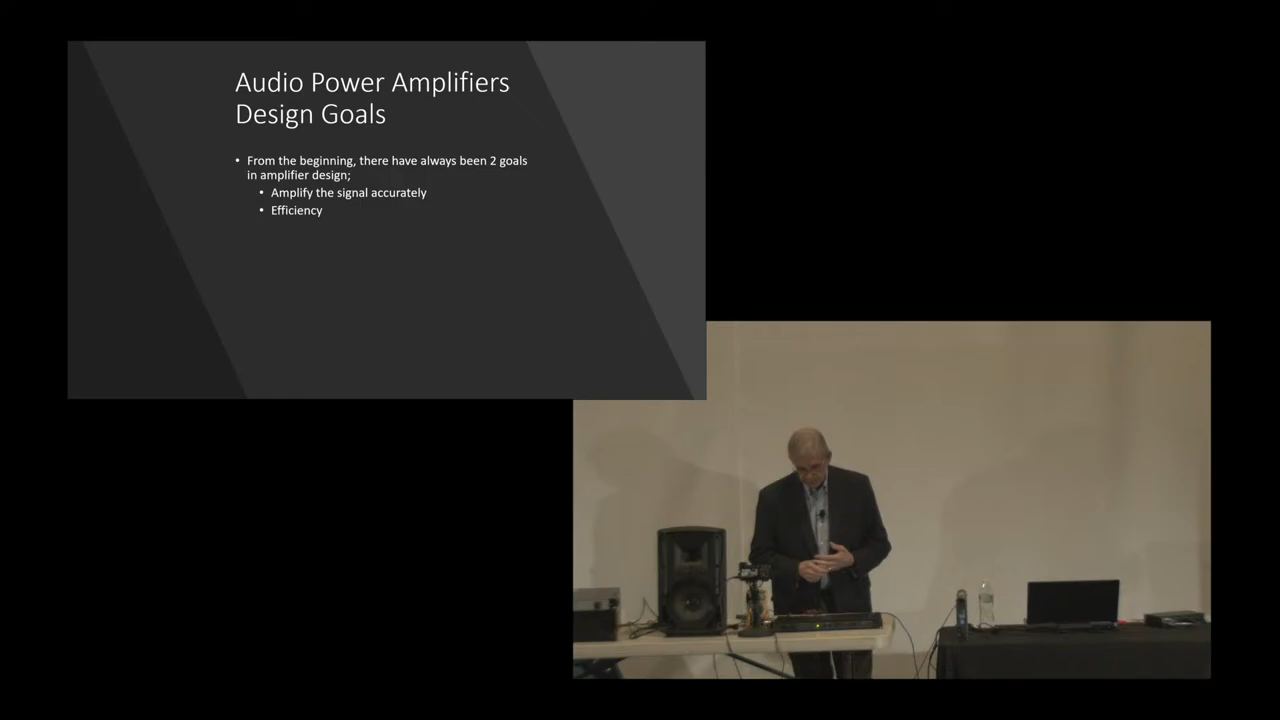 Audio Power Amplifiers
Design Goals
• From the beginning, there have always been 2 goals
in amplifier design;
• Amplify the signal accurately
• Efficiency